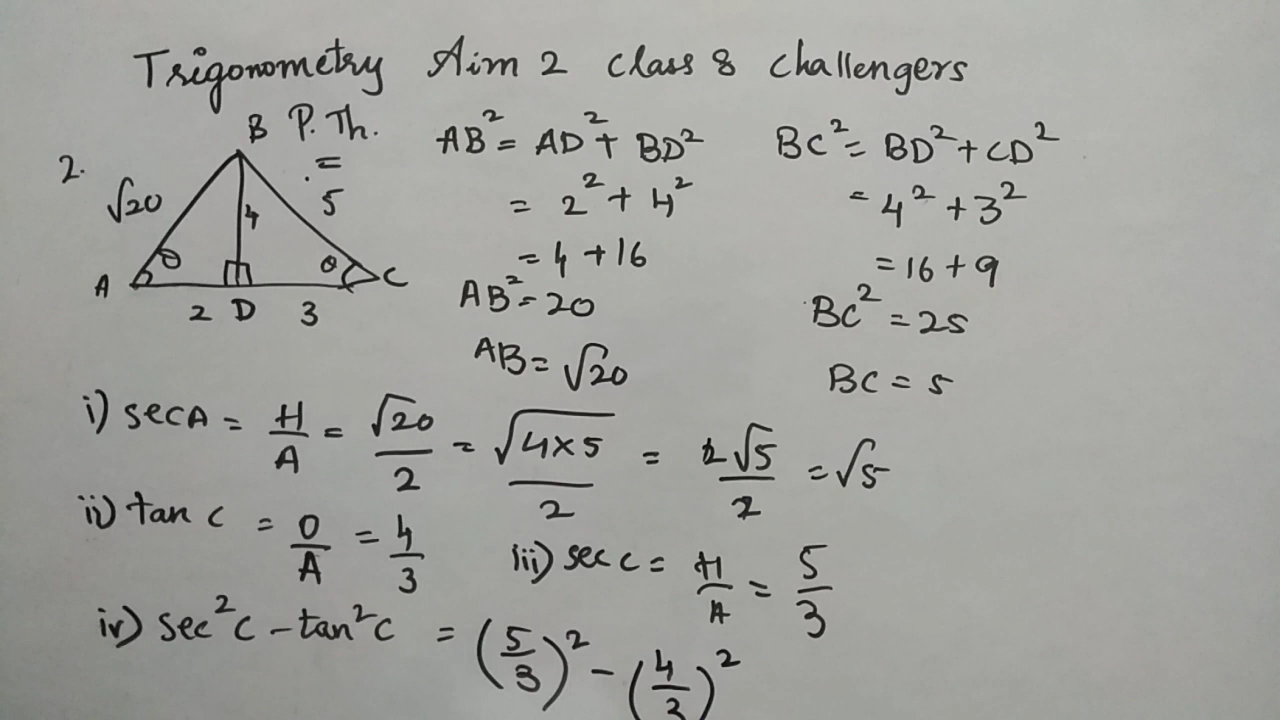 Trigonometry Aim 2 class 8 challengers
2.
B
√20
4
5
θ
θ
A
C
2 D 3
P. Th.
=
AB² = AD² + BD²
= 2² + 4²
= 4 + 16
AB² = 20
AB = √20
BC² = BD² + CD²
= 4² + 3²
= 16 + 9
BC² = 25
BC = 5
i) secA = H/A = √20/2 = √4×5/2 = 2√5/2 = √5
ii) tan C = O/A = 4/3
iii) sec C = H/A = 5/3
iv) sec²C - tan²C = (5/3)² - (4/3)²